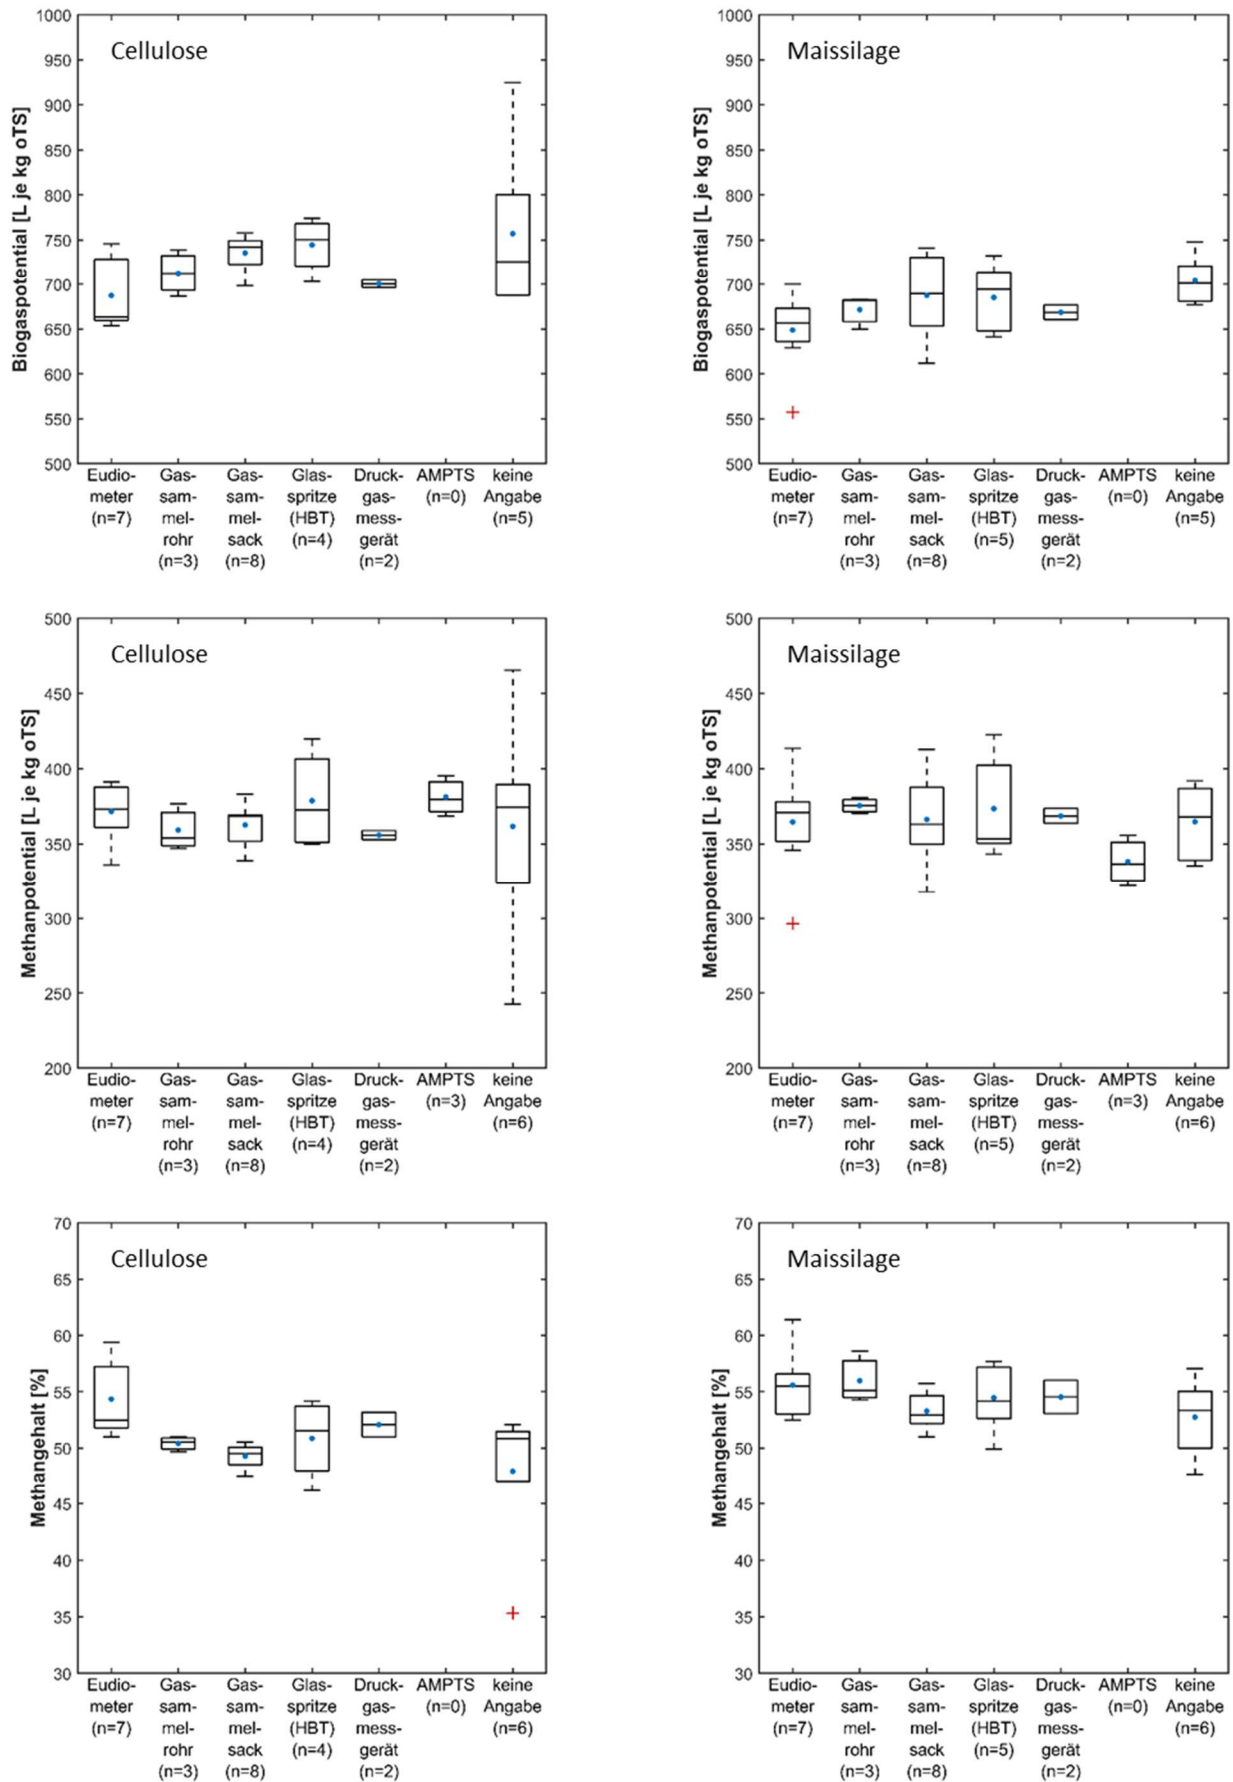 Cellulose
Biogaspotential [L je kg oTS]
1000
950
900
850
800
750
700
650
600
550
500
Eudio-
meter
(n=7)
Gas-
sam-
mel-
rohr
(n=3)
Gas-
sam-
mel-
sack
(n=8)
Glas-
spritze
(HBT)
(n=4)
Druck-
gas-
mess-
gerät
(n=2)
AMPTS
(n=0)
keine
Angabe
(n=5)
Maissilage
Biogaspotential [L je kg oTS]
1000
950
900
850
800
750
700
650
600
550
500
Eudio-
meter
(n=7)
Gas-
sam-
mel-
rohr
(n=3)
Gas-
sam-
mel-
sack
(n=8)
Glas-
spritze
(HBT)
(n=5)
Druck-
gas-
mess-
gerät
(n=2)
AMPTS
(n=0)
keine
Angabe
(n=5)
Cellulose
Methanpotential [L je kg oTS]
500
450
400
350
300
250
200
Eudio-
meter
(n=7)
Gas-
sam-
mel-
rohr
(n=3)
Gas-
sam-
mel-
sack
(n=8)
Glas-
spritze
(HBT)
(n=4)
Druck-
gas-
mess-
gerät
(n=2)
AMPTS
(n=3)
keine
Angabe
(n=6)
Maissilage
Methanpotential [L je kg oTS]
500
450
400
350
300
250
200
Eudio-
meter
(n=7)
Gas-
sam-
mel-
rohr
(n=3)
Gas-
sam-
mel-
sack
(n=8)
Glas-
spritze
(HBT)
(n=5)
Druck-
gas-
mess-
gerät
(n=2)
AMPTS
(n=3)
keine
Angabe
(n=6)
Cellulose
Methangehalt [%]
70
65
60
55
50
45
40
35
30
Eudio-
meter
(n=7)
Gas-
sam-
mel-
rohr
(n=3)
Gas-
sam-
mel-
sack
(n=8)
Glas-
spritze
(HBT)
(n=4)
Druck-
gas-
mess-
gerät
(n=2)
AMPTS
(n=0)
keine
Angabe
(n=6)
Maissilage
Methangehalt [%]
70
65
60
55
50
45
40
35
30
Eudio-
meter
(n=7)
Gas-
sam-
mel-
rohr
(n=3)
Gas-
sam-
mel-
sack
(n=8)
Glas-
spritze
(HBT)
(n=5)
Druck-
gas-
mess-
gerät
(n=2)
AMPTS
(n=0)
keine
Angabe
(n=6)